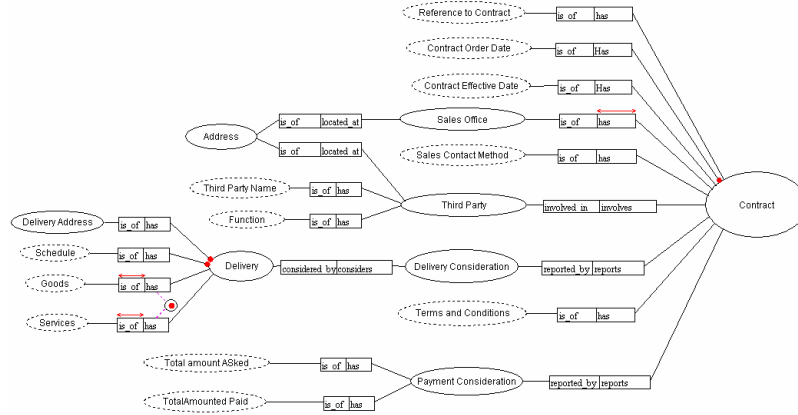 Reference to Contract
is_of has
Contract Order Date
is_of Has
Contract Effective Date
is_of Has
is_of located_at
Sales Office
is_of has
Address
is_of located at
Sales Contact Method
is_of has
Third Party Name
is_of has
Third Party
involved_in involves
Contract
Function
is_of has
Delivery Address
is_of has
Schedule
is_of has
Delivery
considered_by considers
Delivery Consideration
reported_by reports
Goods
is_of has
Terms and Conditions
is_of has
Services
is_of has
Total amount ASked
is_of has
Payment Consideration
reported_by reports
TotalAmounted Paid
is_of has